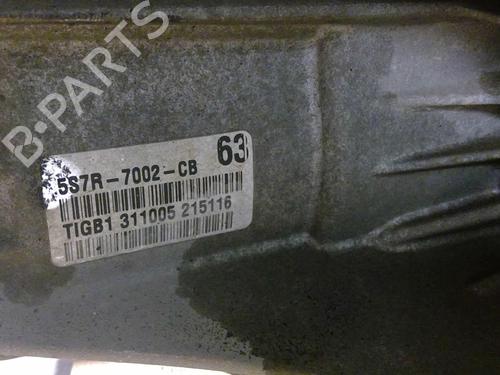 B-PARTS
63
5S7R-7002-CB
TIGB1 311005 215116